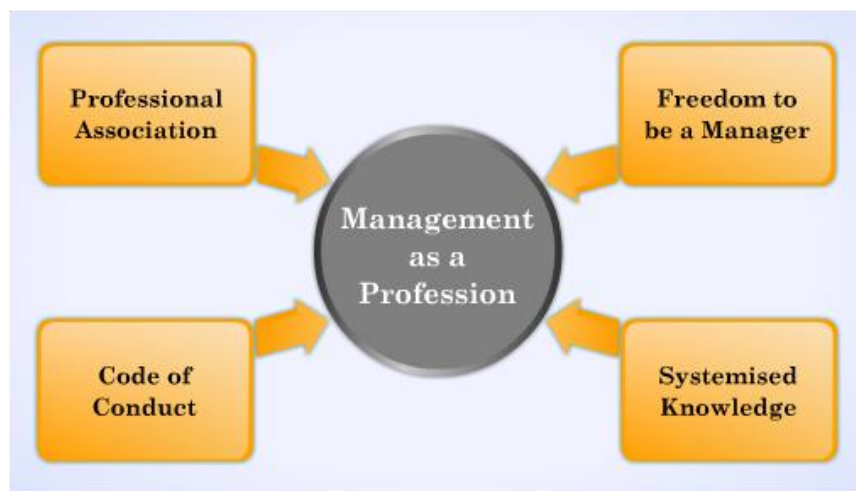 Professional
Association
Freedom to
be a Manager
Management
as a
Profession
Code of
Conduct
Systemised
Knowledge